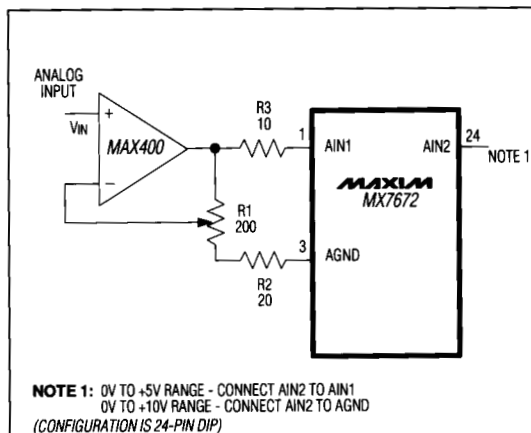 ANALOG
INPUT
VIN
+
−
MAX400
R3
10
R1
200
R2
20
1
AIN1
AIN2
24
NOTE 1
MAXIM
MX7672
3
AGND
NOTE 1: 0V TO +5V RANGE - CONNECT AIN2 TO AIN1
0V TO +10V RANGE - CONNECT AIN2 TO AGND
(CONFIGURATION IS 24-PIN DIP)